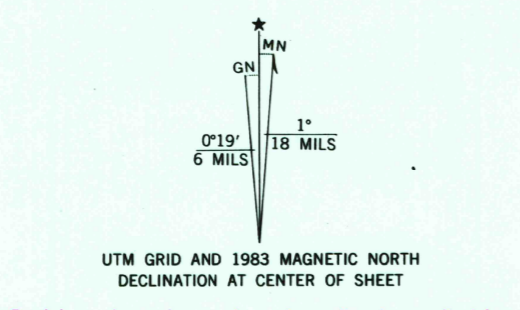 MN
GN
1°
0°19′
18 MILS
6 MILS
UTM GRID AND 1983 MAGNETIC NORTH
DECLINATION AT CENTER OF SHEET